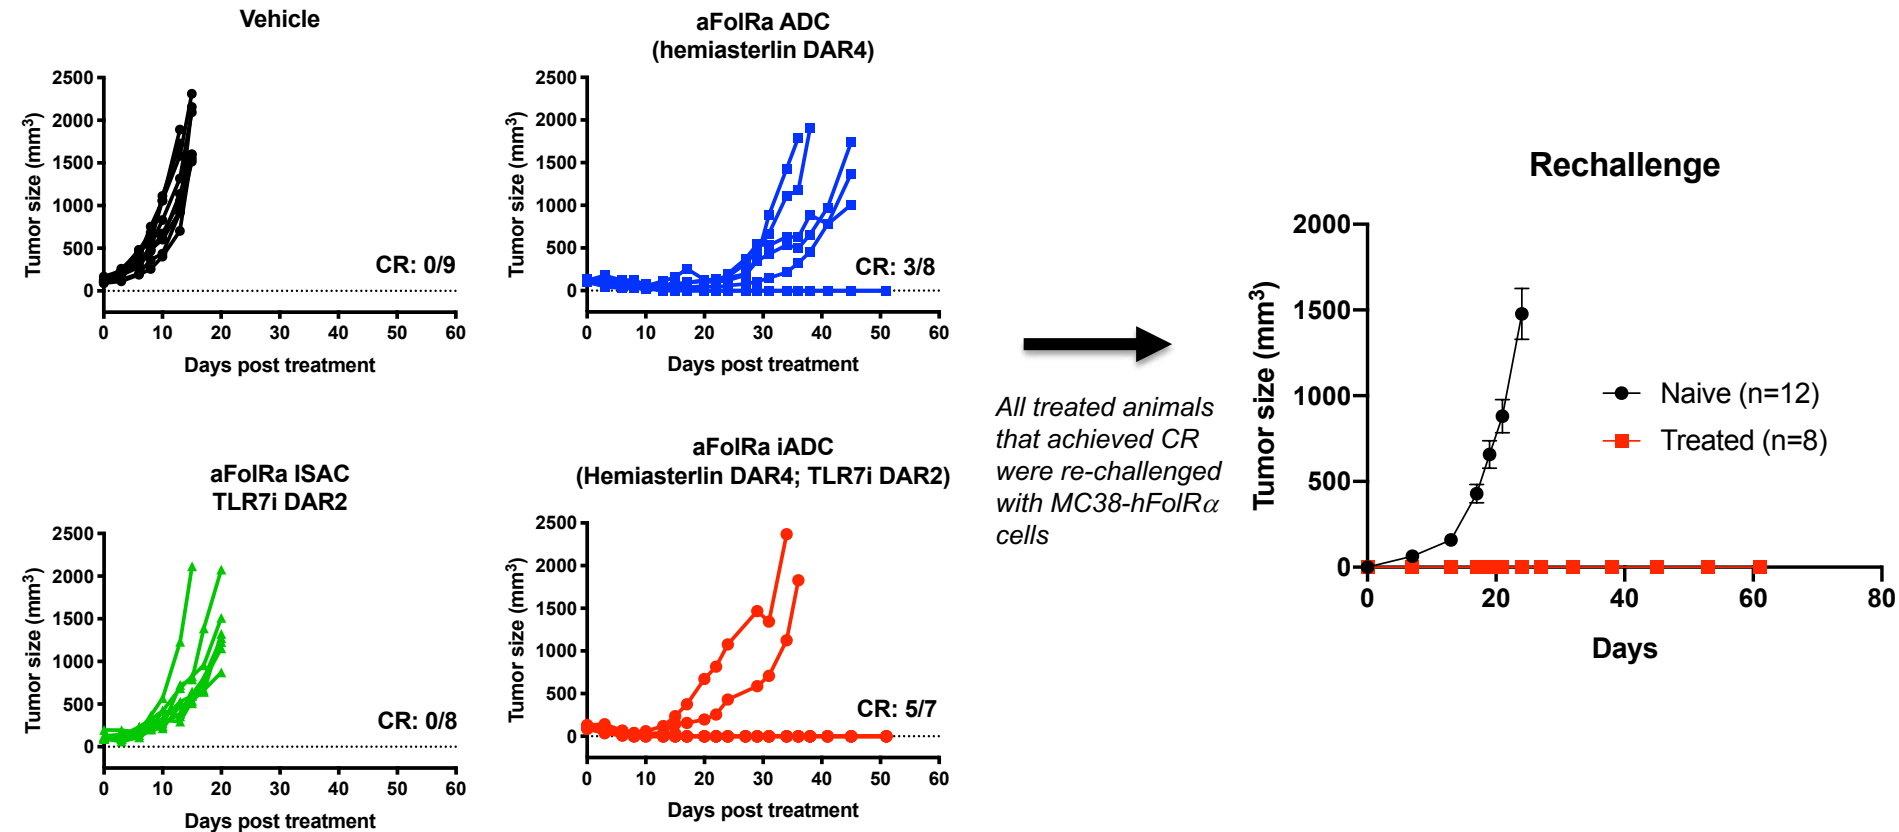 Vehicle
2500
2000
1500
1000
500
0
Tumor size (mm³)
CR: 0/9
0 10 20 30 40 50 60
Days post treatment
aFolRa ADC
(hemiasterlin DAR4)
2500
2000
1500
1000
500
0
Tumor size (mm³)
CR: 3/8
0 10 20 30 40 50 60
Days post treatment
aFolRa ISAC
TLR7i DAR2
2500
2000
1500
1000
500
0
Tumor size (mm³)
CR: 0/8
0 10 20 30 40 50 60
Days post treatment
aFolRa iADC
(Hemiasterlin DAR4; TLR7i DAR2)
2500
2000
1500
1000
500
0
Tumor size (mm³)
CR: 5/7
0 10 20 30 40 50 60
Days post treatment
All treated animals
that achieved CR
were re-challenged
with MC38-hFolRα
cells
Rechallenge
2000
1500
1000
500
0
Tumor size (mm³)
Naive (n=12)
Treated (n=8)
0 20 40 60 80
Days